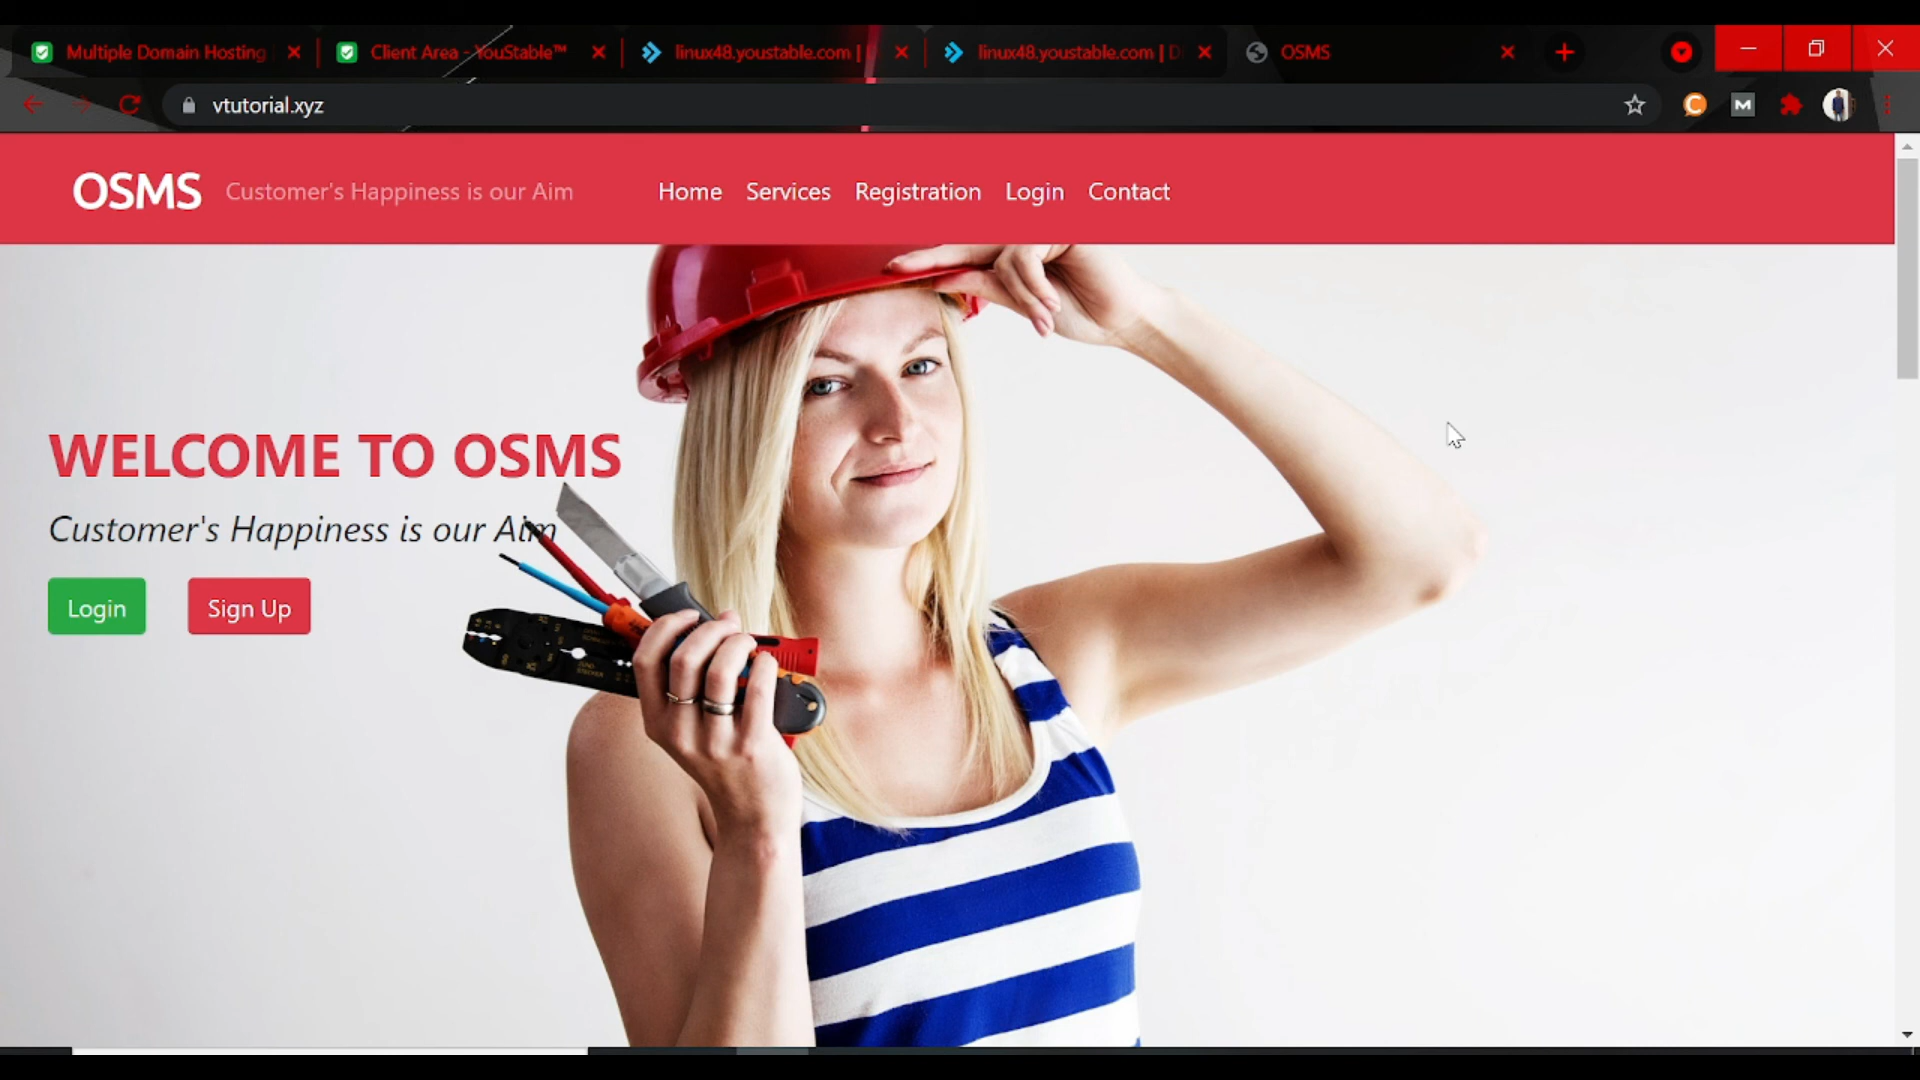 Multiple Domain Hosting
Client Area - YouStable™
linux48.youstable.com |
linux48.youstable.com | D
OSMS
vtutorial.xyz
OSMS
Customer's Happiness is our Aim
Home
Services
Registration
Login
Contact
WELCOME TO OSMS
Customer's Happiness is our Aim
Login
Sign Up